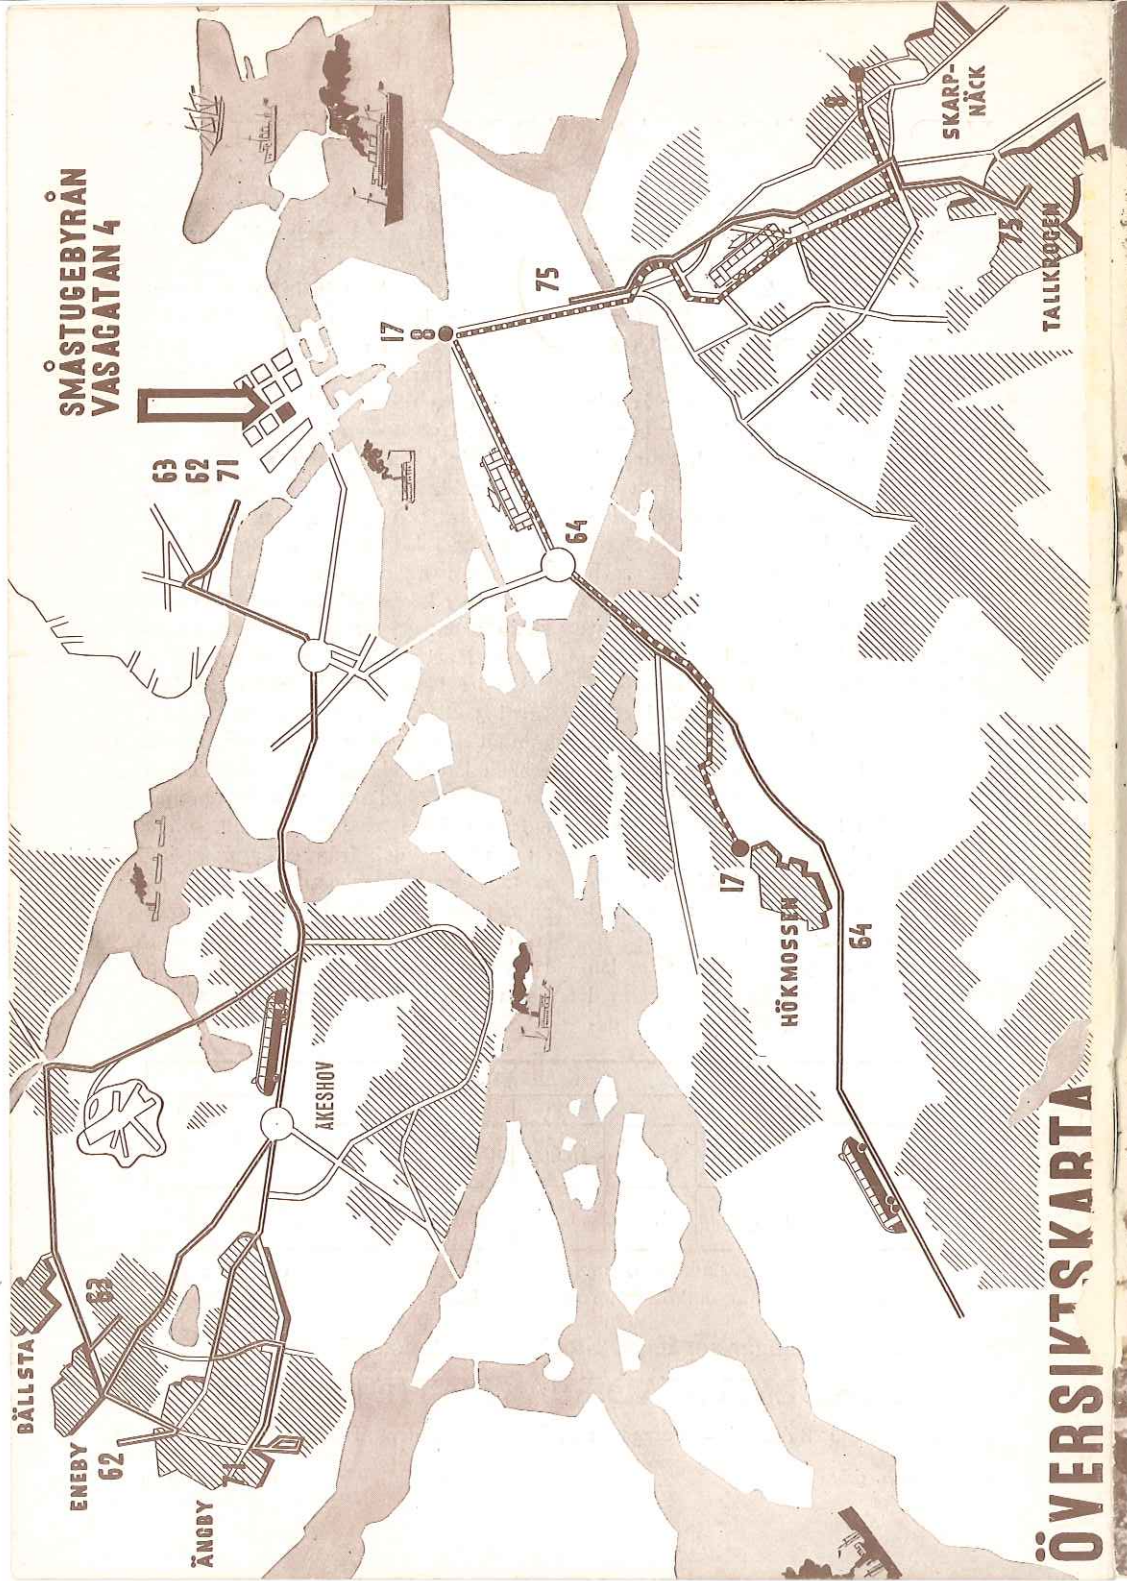 SMÅSTUGEBYRÅN
VASAGATAN 4
63
62
71
17
8
75
64
8
SKARP-
NÄCK
75
TALLKROGEN
17
HÖKMOSSEN
64
ÅKESHOV
BÄLLSTA
63
ENEBY
62
ÄNGBY
71
ÖVERSIKTSKARTA